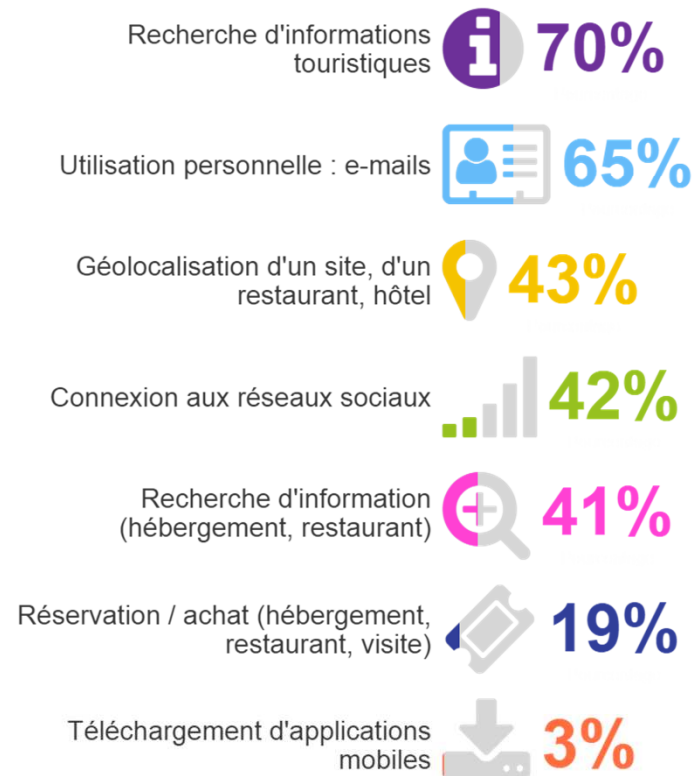 Recherche d'informations
touristiques
70%
Utilisation personnelle : e-mails
65%
Géolocalisation d'un site, d'un
restaurant, hôtel
43%
Connexion aux réseaux sociaux
42%
Recherche d'information
(hébergement, restaurant)
41%
Réservation / achat (hébergement,
restaurant, visite)
19%
Téléchargement d'applications
mobiles
3%